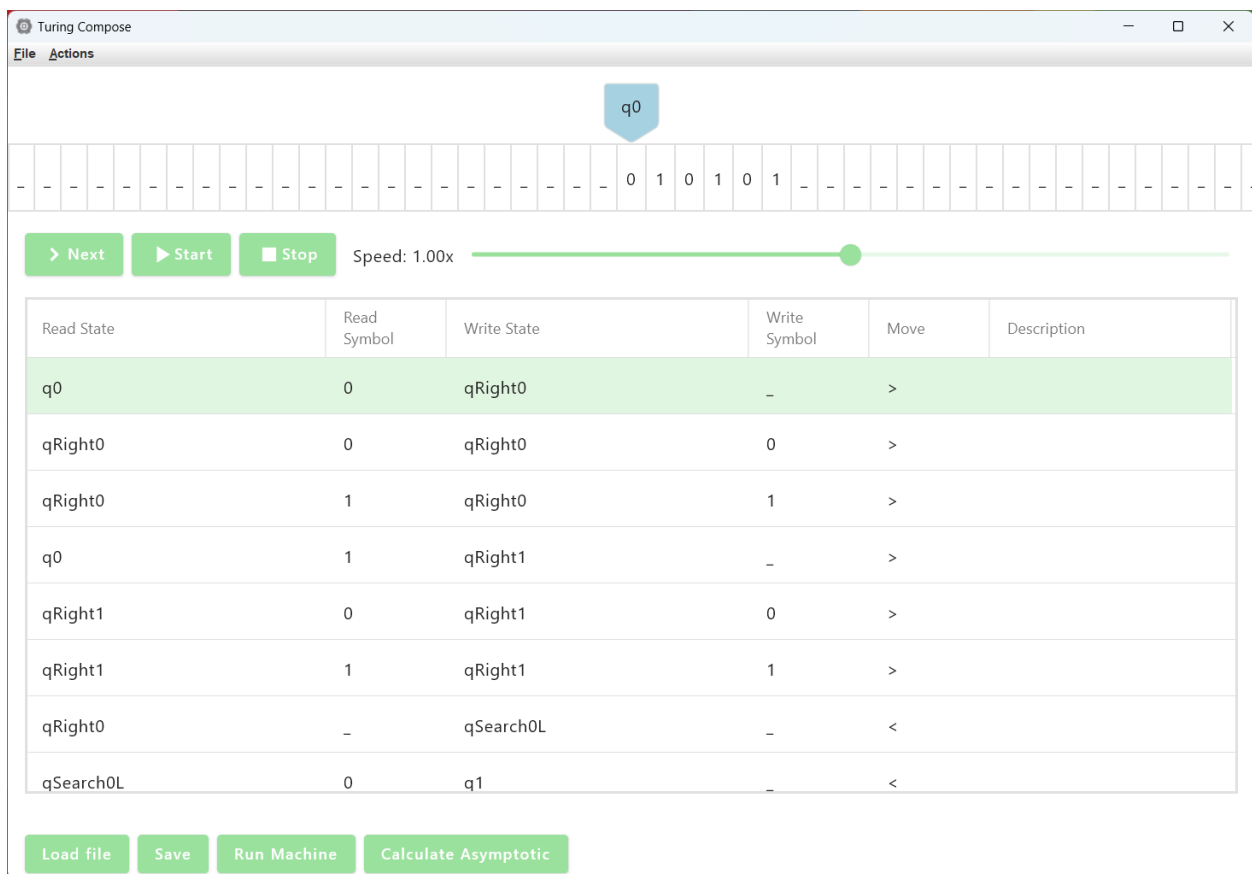 Turing Compose
File Actions
q0
_ _ _ _ _ _ _ _ _ _ _ _ _ _ _ _ _ _ _ _ _ _ _ 0 1 0 1 0 1 _ _ _ _ _ _ _ _ _ _ _ _ _ _ _ _ _ _
Next Start Stop Speed: 1.00x
Read State Read Symbol Write State Write Symbol Move Description
q0 0 qRight0 _ >
qRight0 0 qRight0 0 >
qRight0 1 qRight0 1 >
q0 1 qRight1 _ >
qRight1 0 qRight1 0 >
qRight1 1 qRight1 1 >
qRight0 _ qSearch0L _ <
qSearch0L 0 q1 _ <
Load file Save Run Machine Calculate Asymptotic